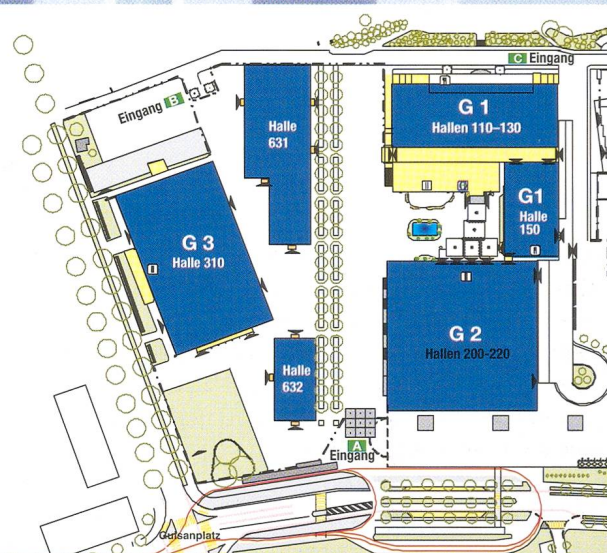 C Eingang
Eingang B
Halle
631
G 1
Hallen 110–130
G1
Halle
150
G 3
Halle 310
G 2
Hallen 200-220
Halle
632
A
Eingang
Guisanplatz